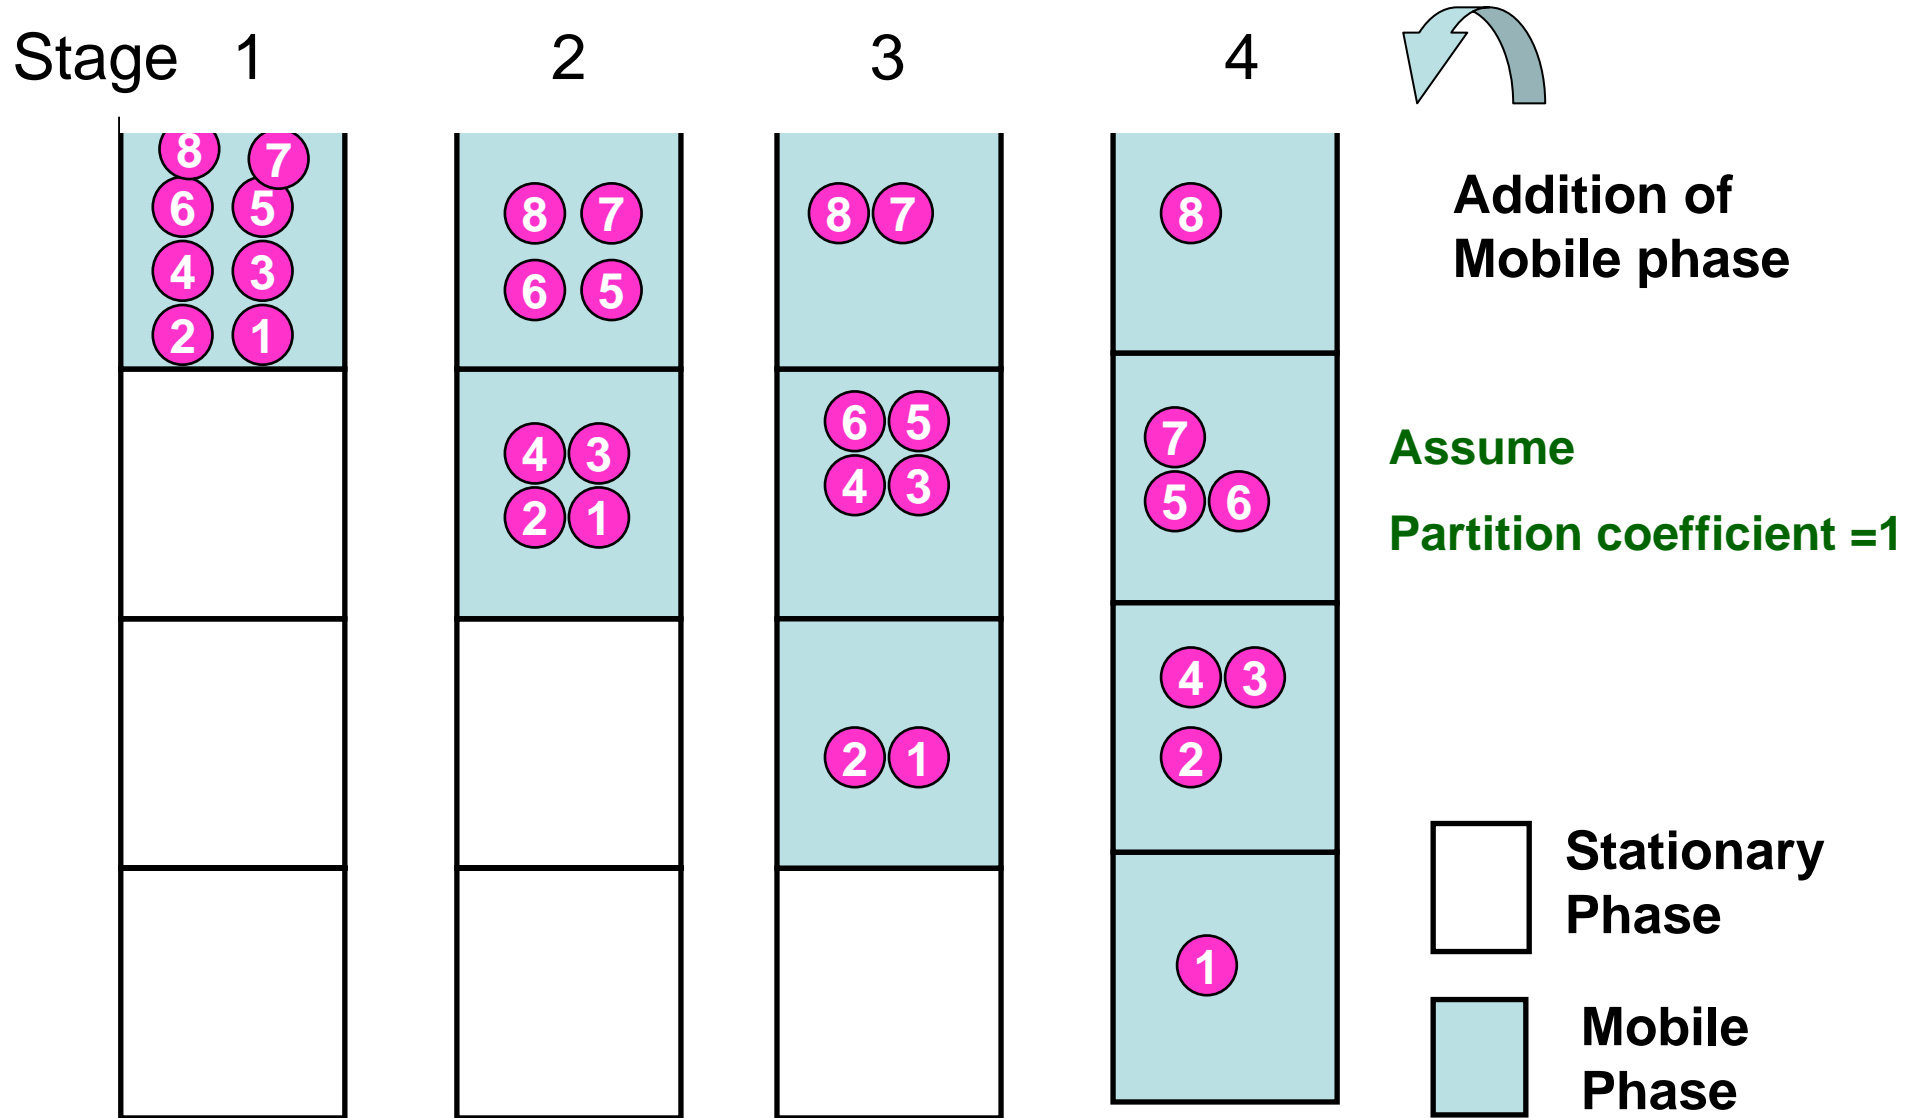 Stage 1 2 3 4
8 7
6 5
4 3
2 1
8 7
6 5
4 3
2 1
8 7
6 5
4 3
2 1
8
7
5 6
4 3
2
1
Addition of
Mobile phase
Assume
Partition coefficient =1
Stationary
Phase
Mobile
Phase